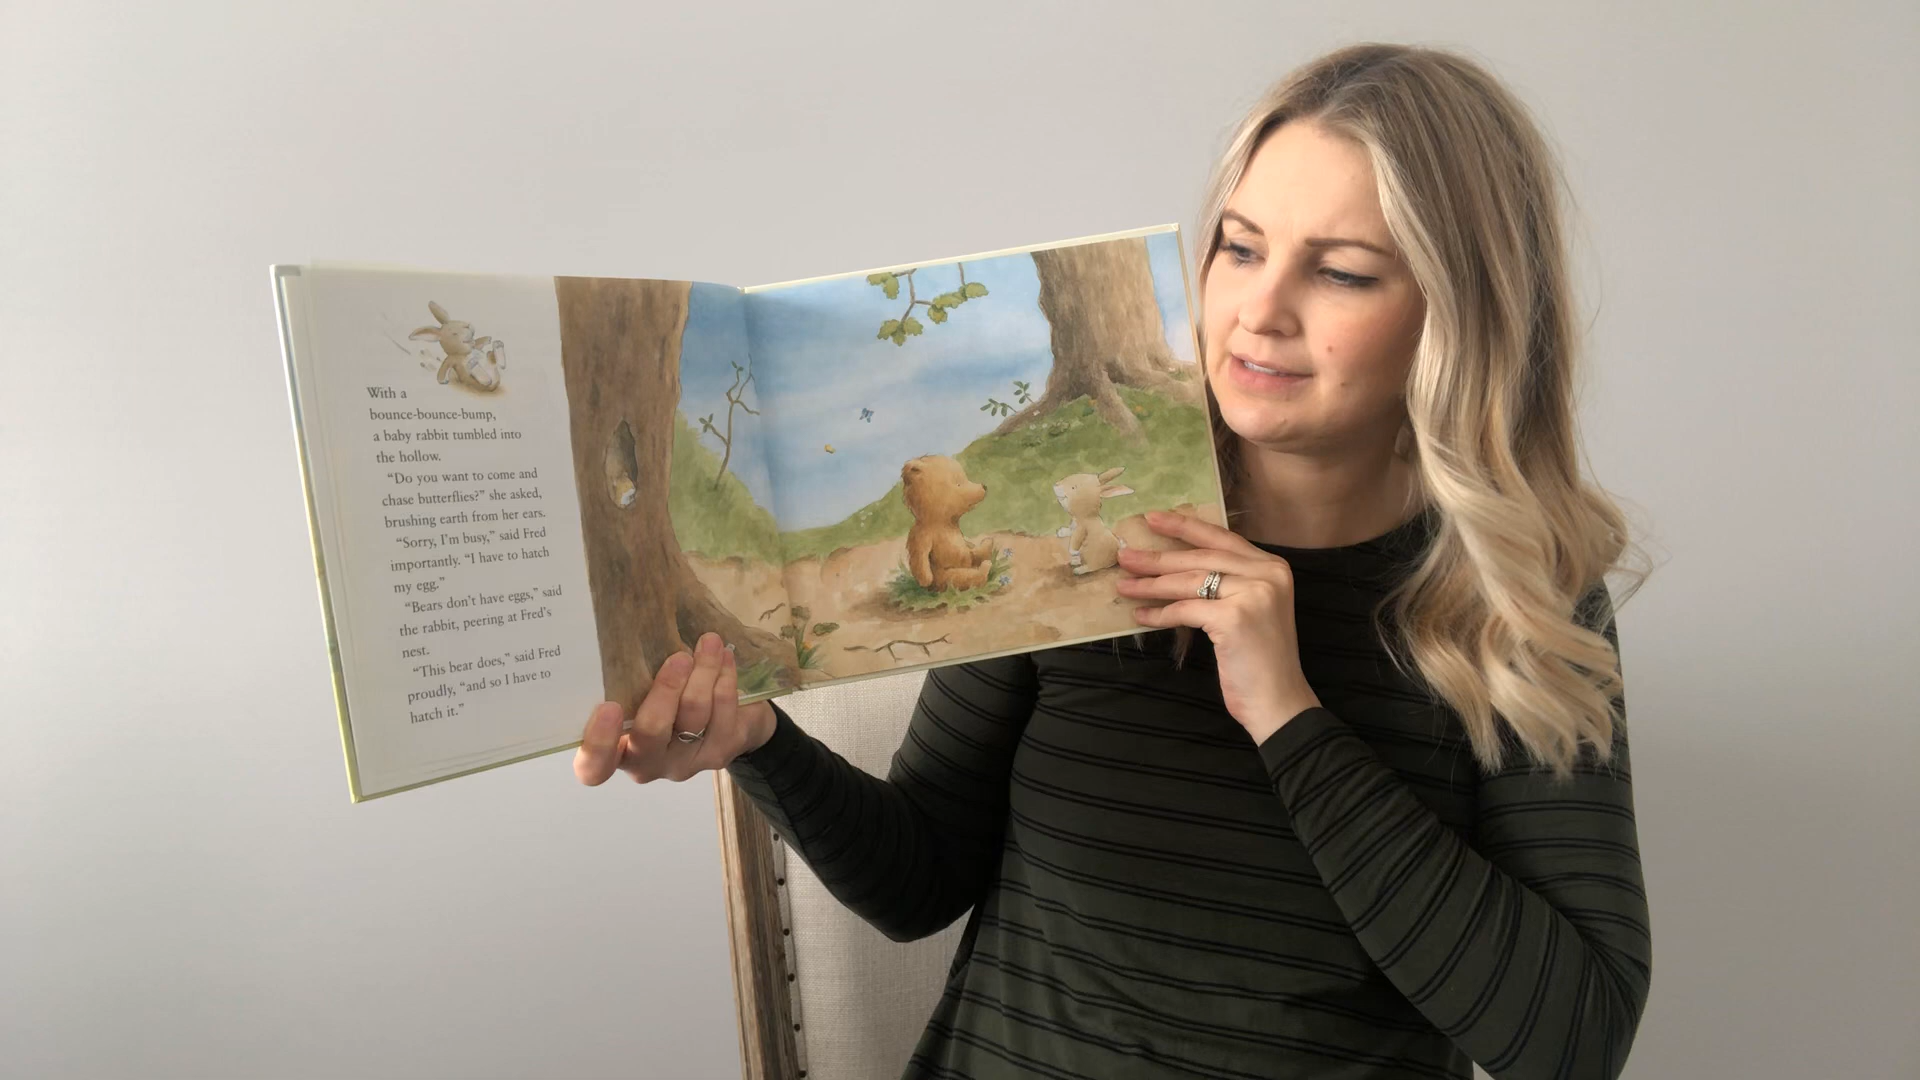 With a
bounce-bounce-bump,
a baby rabbit tumbled into
the hollow.
“Do you want to come and
chase butterflies?” she asked,
brushing earth from her ears.
“Sorry, I’m busy,” said Fred
importantly. “I have to hatch
my egg.”
“Bears don’t have eggs,” said
the rabbit, peering at Fred’s
nest.
“This bear does,” said Fred
proudly, “and so I have to
hatch it.”